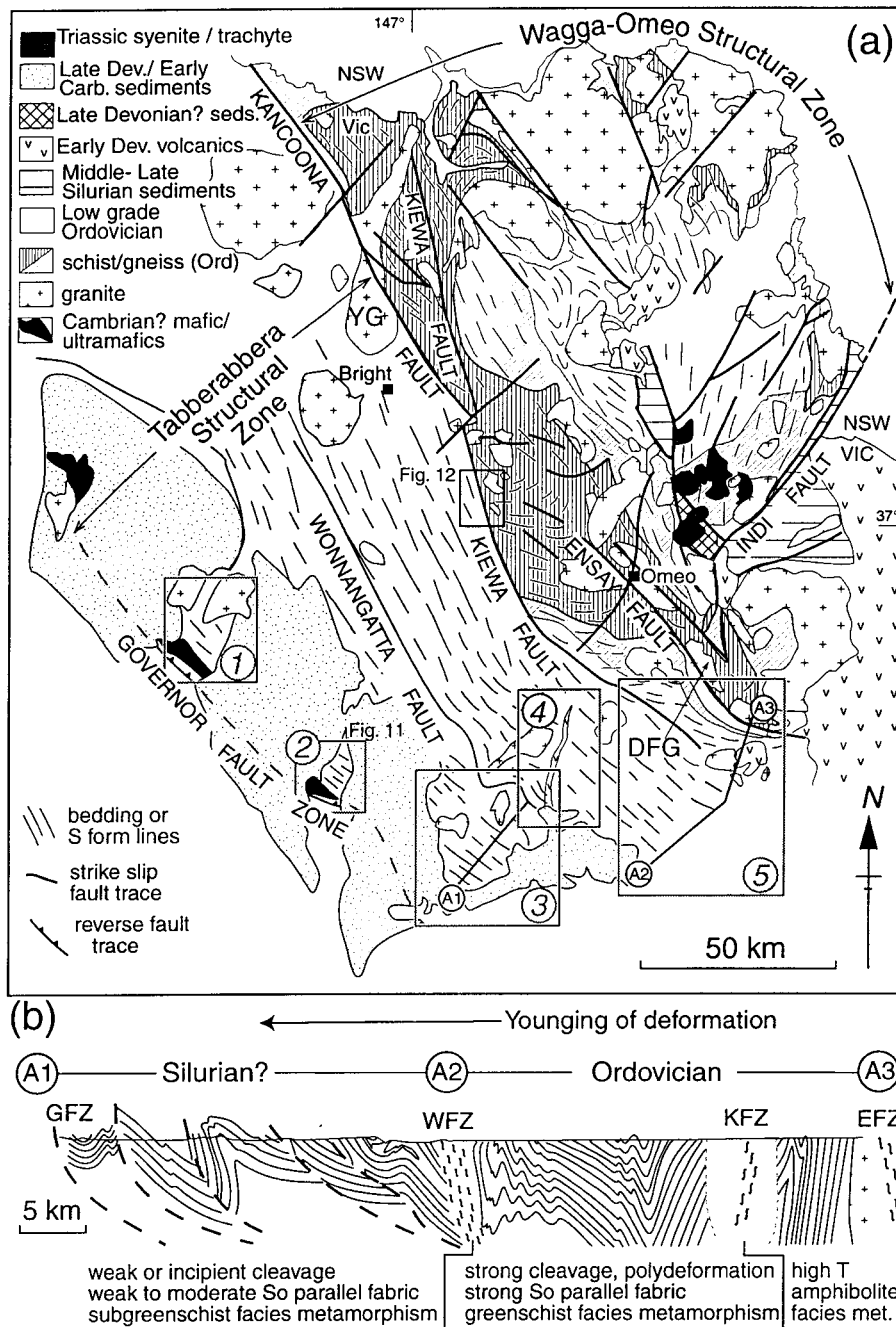 (a)
147°
Wagga-Omeo Structural Zone
Triassic syenite / trachyte
Late Dev./ Early
Carb. sediments
Late Devonian? seds.
Early Dev. volcanics
Middle- Late
Silurian sediments
Low grade
Ordovician
schist/gneiss (Ord)
granite
Cambrian? mafic/
ultramafics
NSW
Vic
KANCOONA
FAULT
KIEWA
FAULT
YG
Bright
Tabberabbera
Structural
Zone
Fig. 12
NSW
VIC
37°
INDI
FAULT
WONNANGATTA
FAULT
KIEWA
FAULT
ENSAY
FAULT
Omeo
1
GOVERNOR
FAULT
ZONE
2
Fig. 11
4
DFG
A3
A1
3
A2
5
N
bedding or
S form lines
strike slip
fault trace
reverse fault
trace
50 km
(b)
Younging of deformation
A1
Silurian?
A2
Ordovician
A3
GFZ
WFZ
KFZ
EFZ
5 km
weak or incipient cleavage
weak to moderate So parallel fabric
subgreenschist facies metamorphism
strong cleavage, polydeformation
strong So parallel fabric
greenschist facies metamorphism
high T
amphibolite
facies met.